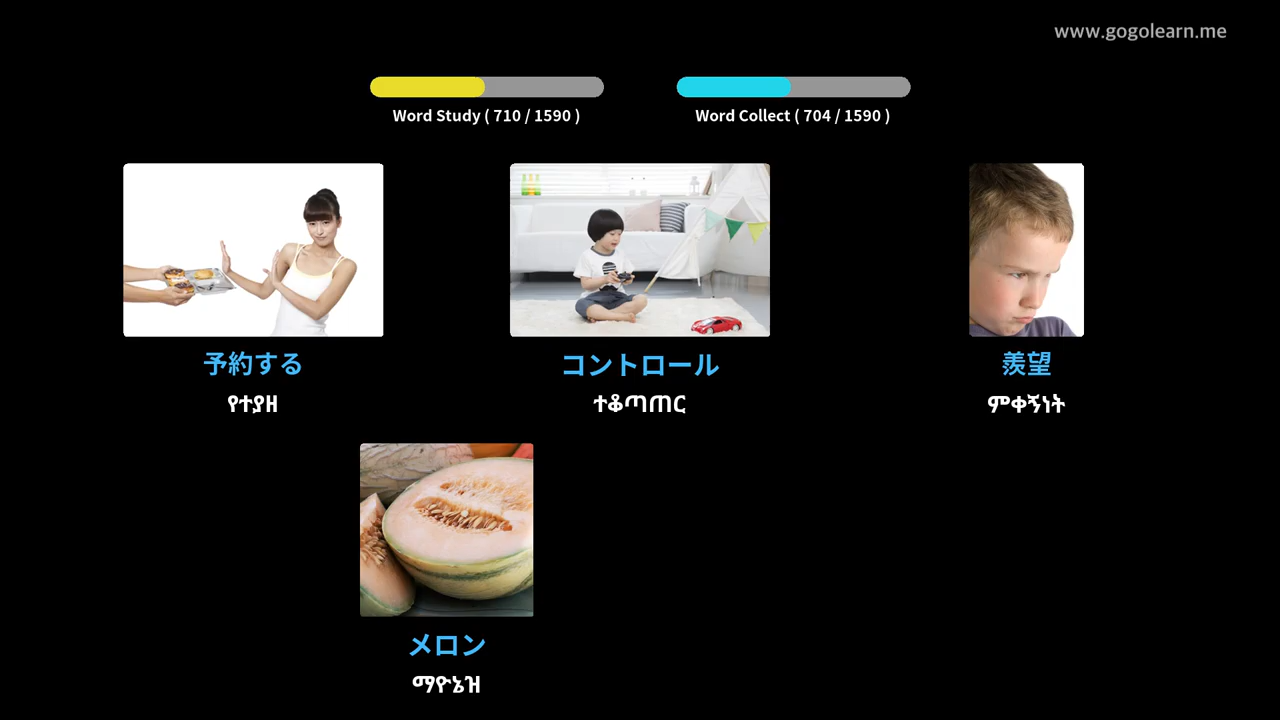 www.gogolearn.me
Word Study ( 710 / 1590 )
Word Collect ( 704 / 1590 )
予約する
የተያዘ
コントロール
ተቆጣጠር
羨望
ምቀኝነት
メロン
ማዮኔዝ